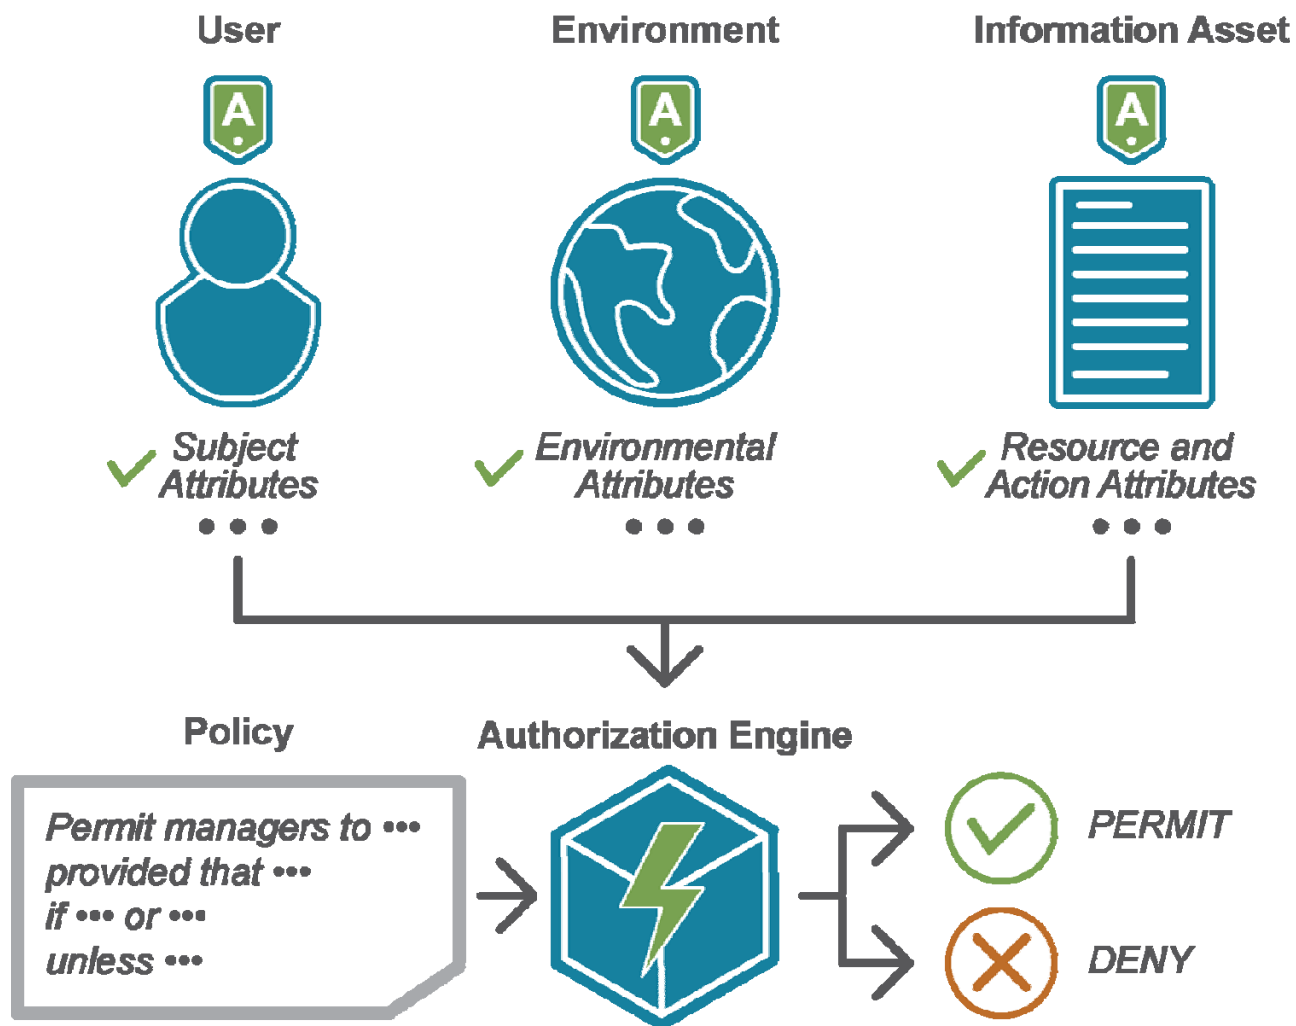 User
Environment
Information Asset
A
A
A
Subject
Attributes
Environmental
Attributes
Resource and
Action Attributes
Policy
Authorization Engine
Permit managers to •••
provided that •••
if ••• or •••
unless •••
PERMIT
DENY